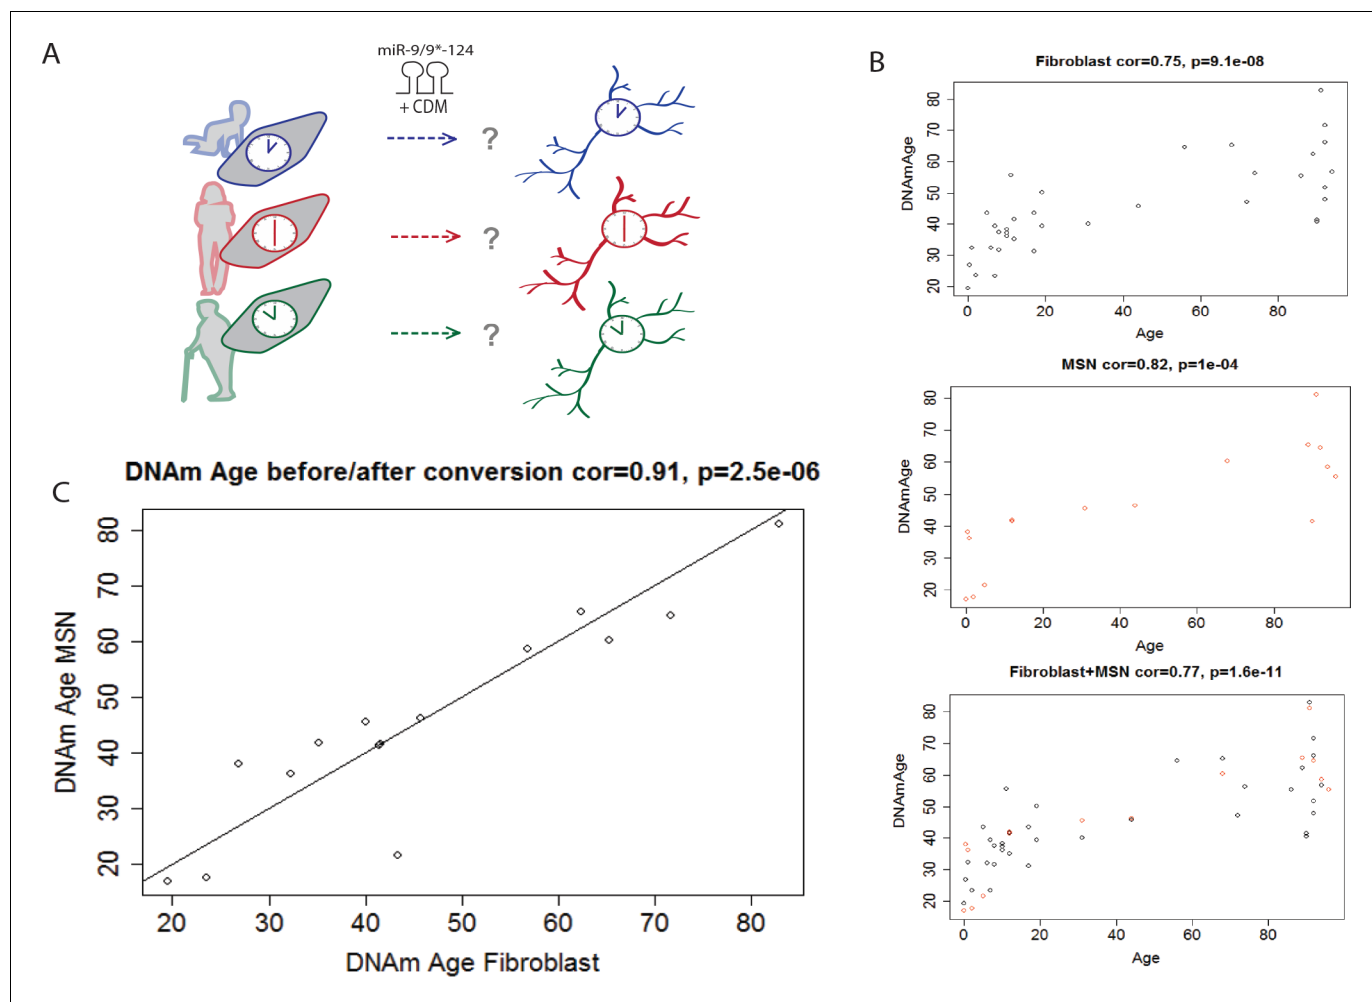 A
miR-9/9*-124
+ CDM
?
?
?
B
Fibroblast cor=0.75, p=9.1e-08
DNAmAge
80
70
60
50
40
30
20
0 20 40 60 80
Age
MSN cor=0.82, p=1e-04
DNAmAge
80
70
60
50
40
30
20
0 20 40 60 80
Age
Fibroblast+MSN cor=0.77, p=1.6e-11
DNAmAge
80
70
60
50
40
30
20
0 20 40 60 80
Age
C
DNAm Age before/after conversion cor=0.91, p=2.5e-06
DNAm Age MSN
80
70
60
50
40
30
20
20 30 40 50 60 70 80
DNAm Age Fibroblast